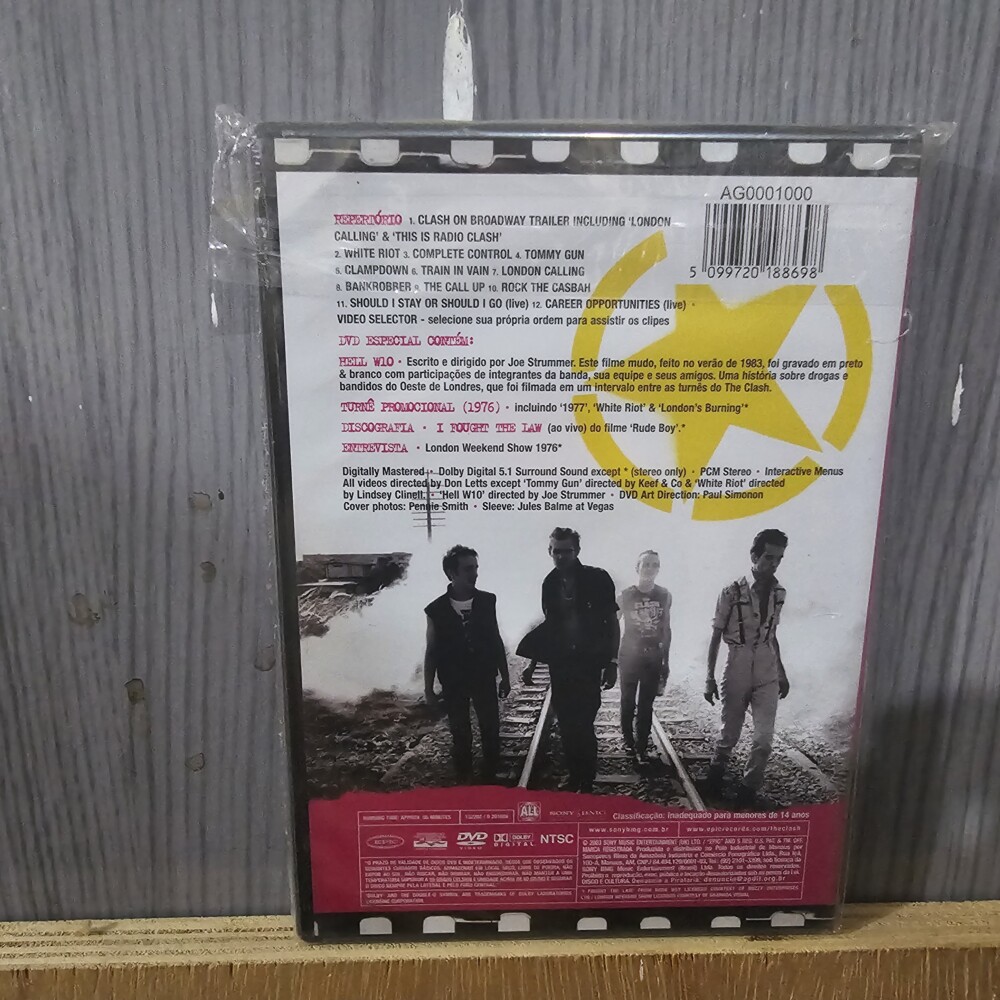 AG0001000
5 099720 188698
REPERTÓRIO 1. CLASH ON BROADWAY TRAILER INCLUDING 'LONDON
CALLING' & 'THIS IS RADIO CLASH'
2. WHITE RIOT 3. COMPLETE CONTROL 4. TOMMY GUN
5. CLAMPDOWN 6. TRAIN IN VAIN 7. LONDON CALLING
8. BANKROBBER 9. THE CALL UP 10. ROCK THE CASBAH
11. SHOULD I STAY OR SHOULD I GO (live) 12. CAREER OPPORTUNITIES (live) •
VIDEO SELECTOR - selecione sua própria ordem para assistir os clipes
DVD ESPECIAL CONTÉM:
HELL W10 • Escrito e dirigido por Joe Strummer. Este filme mudo, feito no verão de 1983, foi gravado em preto
& branco com participações de integrantes da banda, sua equipe e seus amigos. Uma história sobre drogas e
bandidos do Oeste de Londres, que foi filmada em um intervalo entre as turnês do The Clash.
TURNÊ PROMOCIONAL (1976) • incluindo '1977', 'White Riot' & 'London's Burning'*
DISCOGRAFIA • I FOUGHT THE LAW (ao vivo) do filme 'Rude Boy'.*
ENTREVISTA • London Weekend Show 1976*
Digitally Mastered • Dolby Digital 5.1 Surround Sound except * (stereo only) • PCM Stereo • Interactive Menus
All videos directed by Don Letts except 'Tommy Gun' directed by Keef & Co & 'White Riot' directed
by Lindsey Clinell. • 'Hell W10' directed by Joe Strummer • DVD Art Direction: Paul Simonon
Cover photos: Pennie Smith • Sleeve: Jules Balme at Vegas
ALL
SONY MUSIC
Classificação: Inadequado para menores de 14 anos
www.sonybmg.com.br
www.epicrecords.com/theclash
epic
DVD VIDEO
DOLBY DIGITAL
NTSC